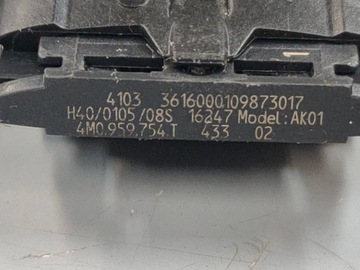 4103 3616000109873017
H40/0105/08S 16247 Model:AK01
4M0.959.754.T 433 02